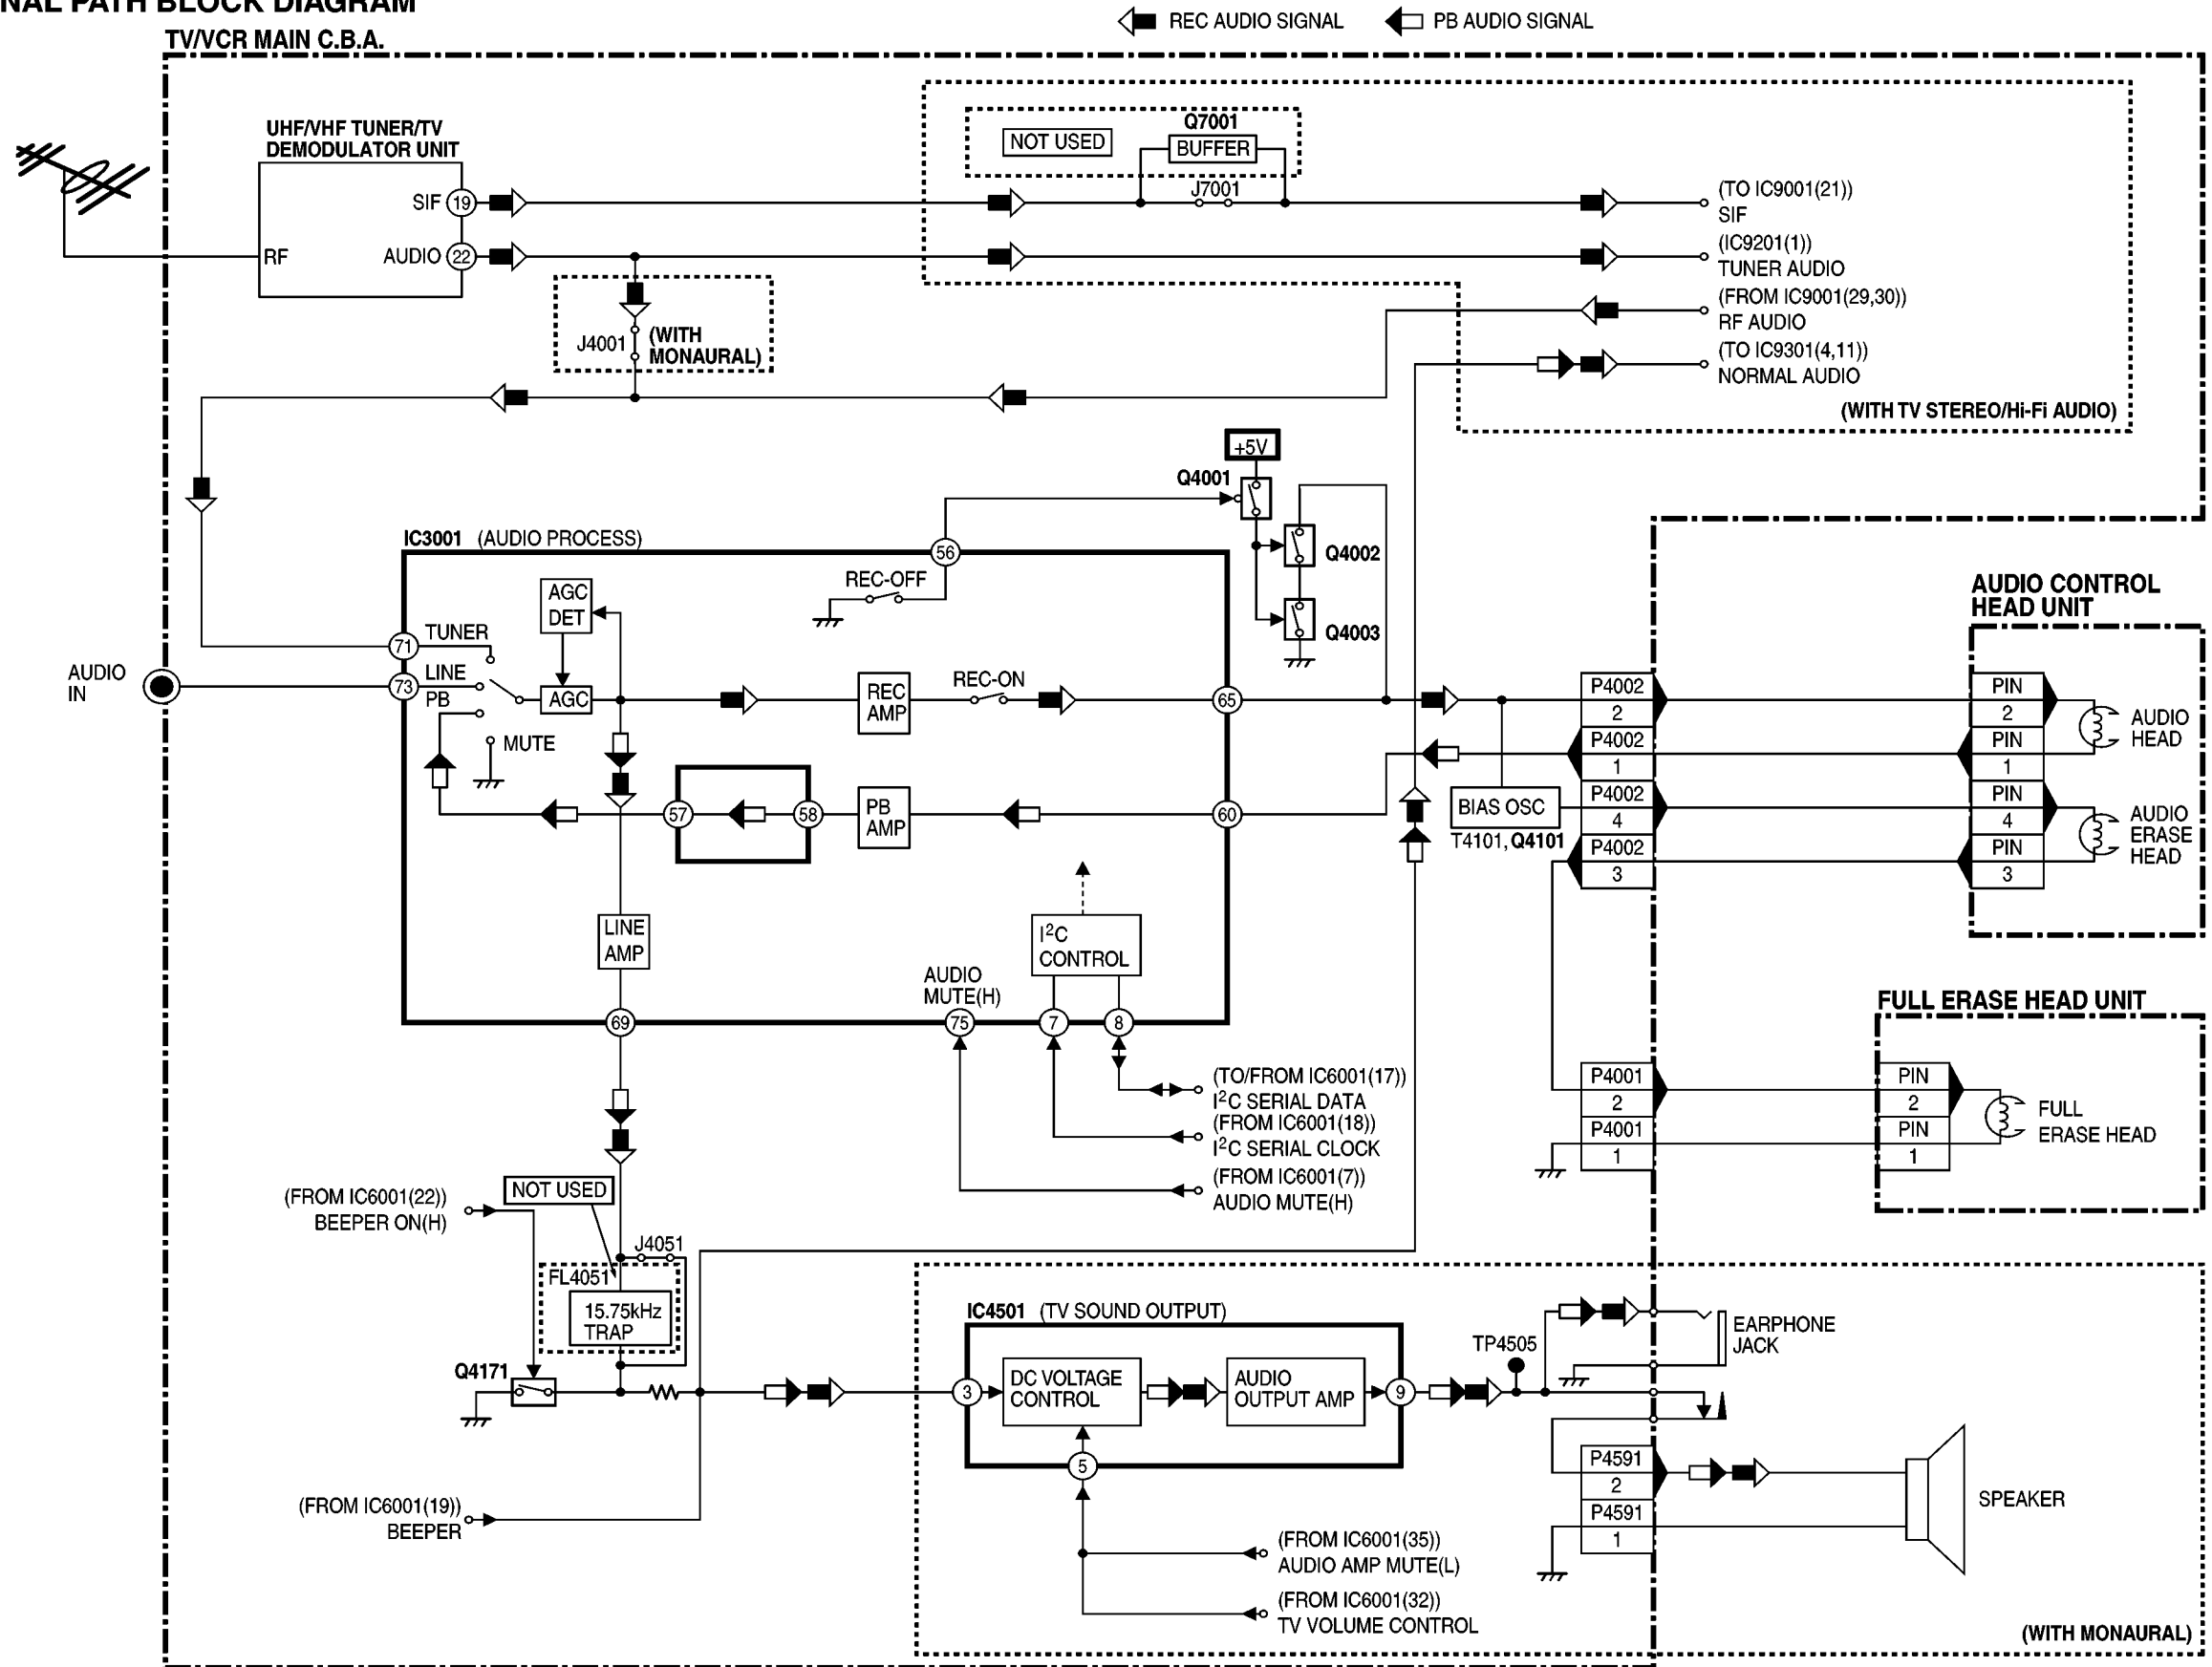 NAL PATH BLOCK DIAGRAM
REC AUDIO SIGNAL
PB AUDIO SIGNAL
TV/VCR MAIN C.B.A.
UHF/VHF TUNER/TV
DEMODULATOR UNIT
SIF 19
RF
AUDIO 22
NOT USED
Q7001
BUFFER
J7001
(TO IC9001(21))
SIF
(IC9201(1))
TUNER AUDIO
(FROM IC9001(29,30))
RF AUDIO
(TO IC9301(4,11))
NORMAL AUDIO
(WITH TV STEREO/Hi-Fi AUDIO)
J4001
(WITH
MONAURAL)
+5V
Q4001
Q4002
Q4003
IC3001 (AUDIO PROCESS)
56
REC-OFF
AGC
DET
71 TUNER
AUDIO
IN
73 LINE
PB
MUTE
AGC
REC
AMP
REC-ON
65
57
58
PB
AMP
60
LINE
AMP
I²C
CONTROL
AUDIO
MUTE(H)
69
75
7
8
(TO/FROM IC6001(17))
I²C SERIAL DATA
(FROM IC6001(18))
I²C SERIAL CLOCK
(FROM IC6001(7))
AUDIO MUTE(H)
BIAS OSC
T4101, Q4101
P4002
2
P4002
1
P4002
4
P4002
3
AUDIO CONTROL
HEAD UNIT
PIN
2
PIN
1
PIN
4
PIN
3
AUDIO
HEAD
AUDIO
ERASE
HEAD
FULL ERASE HEAD UNIT
P4001
2
P4001
1
PIN
2
PIN
1
FULL
ERASE HEAD
(FROM IC6001(22))
BEEPER ON(H)
NOT USED
J4051
FL4051
15.75kHz
TRAP
Q4171
(FROM IC6001(19))
BEEPER
IC4501 (TV SOUND OUTPUT)
3
DC VOLTAGE
CONTROL
AUDIO
OUTPUT AMP
9
5
TP4505
EARPHONE
JACK
P4591
2
P4591
1
SPEAKER
(FROM IC6001(35))
AUDIO AMP MUTE(L)
(FROM IC6001(32))
TV VOLUME CONTROL
(WITH MONAURAL)